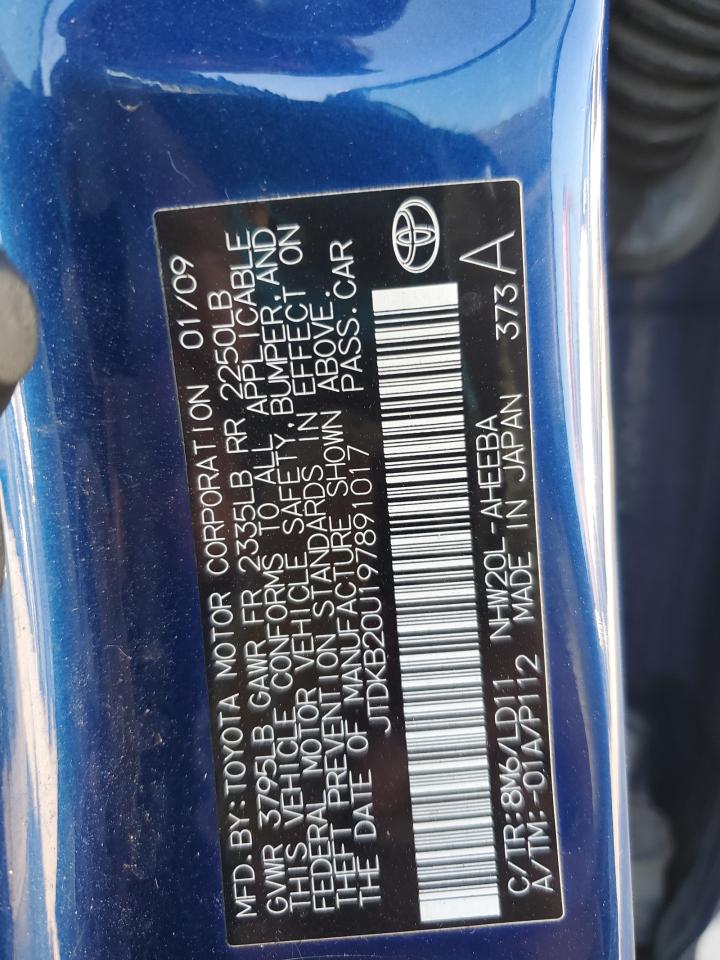 MFD.BY:TOYOTA MOTOR CORPORATION 01/09
GVWR 3795LB GAWR FR 2335LB RR 2250LB
THIS VEHICLE CONFORMS TO ALL APPLICABLE
FEDERAL MOTOR VEHICLE SAFETY, BUMPER, AND
THEFT PREVENTION STANDARDS IN EFFECT ON
THE DATE OF MANUFACTURE SHOWN ABOVE.
JTDKB20U197891017 PASS.CAR
C/TR:8M6/LD11 NHW20L-AHEEBA 373A
A/TM:-01A/P112 MADE IN JAPAN